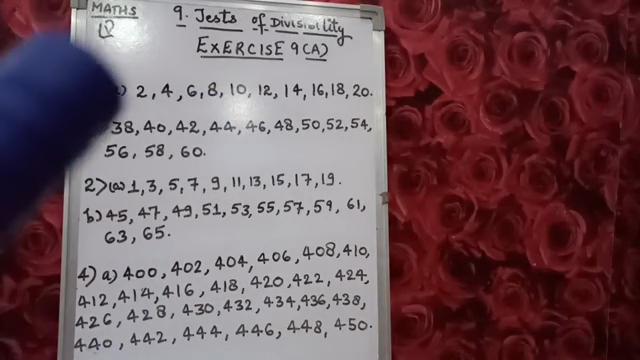 MATHS
9. Tests of Divisibility
EXERCISE 9(A)
2, 4, 6, 8, 10, 12, 14, 16, 18, 20.
38, 40, 42, 44, 46, 48, 50, 52, 54,
56, 58, 60.
2) (a) 1, 3, 5, 7, 9, 11, 13, 15, 17, 19.
b) 45, 47, 49, 51, 53, 55, 57, 59, 61,
63, 65.
4) a) 400, 402, 404, 406, 408, 410,
412, 414, 416, 418, 420, 422, 424,
426, 428, 430, 432, 434, 436, 438,
440, 442, 444, 446, 448, 450.